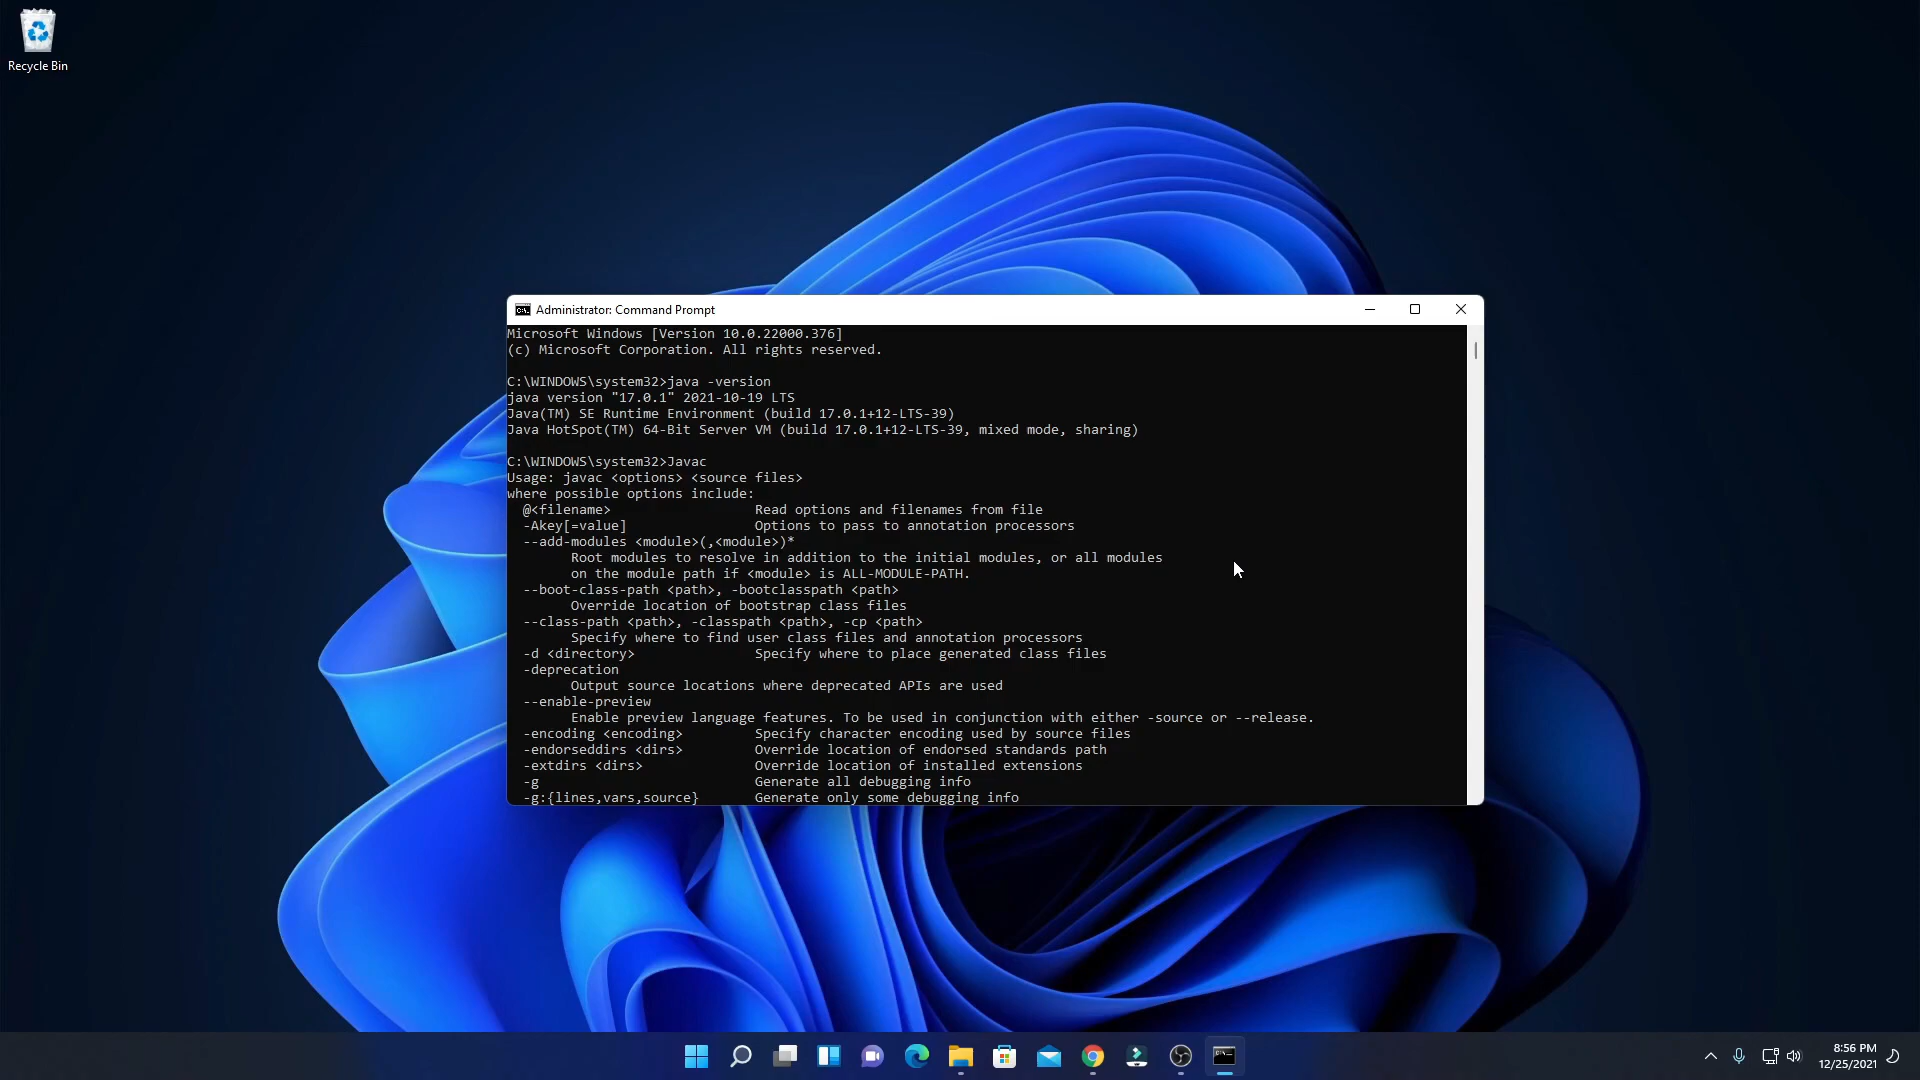 Recycle Bin
Administrator: Command Prompt
Microsoft Windows [Version 10.0.22000.376]
(c) Microsoft Corporation. All rights reserved.
C:\WINDOWS\system32>java -version
java version "17.0.1" 2021-10-19 LTS
Java(TM) SE Runtime Environment (build 17.0.1+12-LTS-39)
Java HotSpot(TM) 64-Bit Server VM (build 17.0.1+12-LTS-39, mixed mode, sharing)
C:\WINDOWS\system32>Javac
Usage: javac <options> <source files>
where possible options include:
@<filename> Read options and filenames from file
-Akey[=value] Options to pass to annotation processors
--add-modules <module>(,<module>)*
Root modules to resolve in addition to the initial modules, or all modules
on the module path if <module> is ALL-MODULE-PATH.
--boot-class-path <path>, -bootclasspath <path>
Override location of bootstrap class files
--class-path <path>, -classpath <path>, -cp <path>
Specify where to find user class files and annotation processors
-d <directory> Specify where to place generated class files
-deprecation
Output source locations where deprecated APIs are used
--enable-preview
Enable preview language features. To be used in conjunction with either -source or --release.
-encoding <encoding> Specify character encoding used by source files
-endorseddirs <dirs> Override location of endorsed standards path
-extdirs <dirs> Override location of installed extensions
-g Generate all debugging info
-g:{lines,vars,source} Generate only some debugging info
8:56 PM
12/25/2021